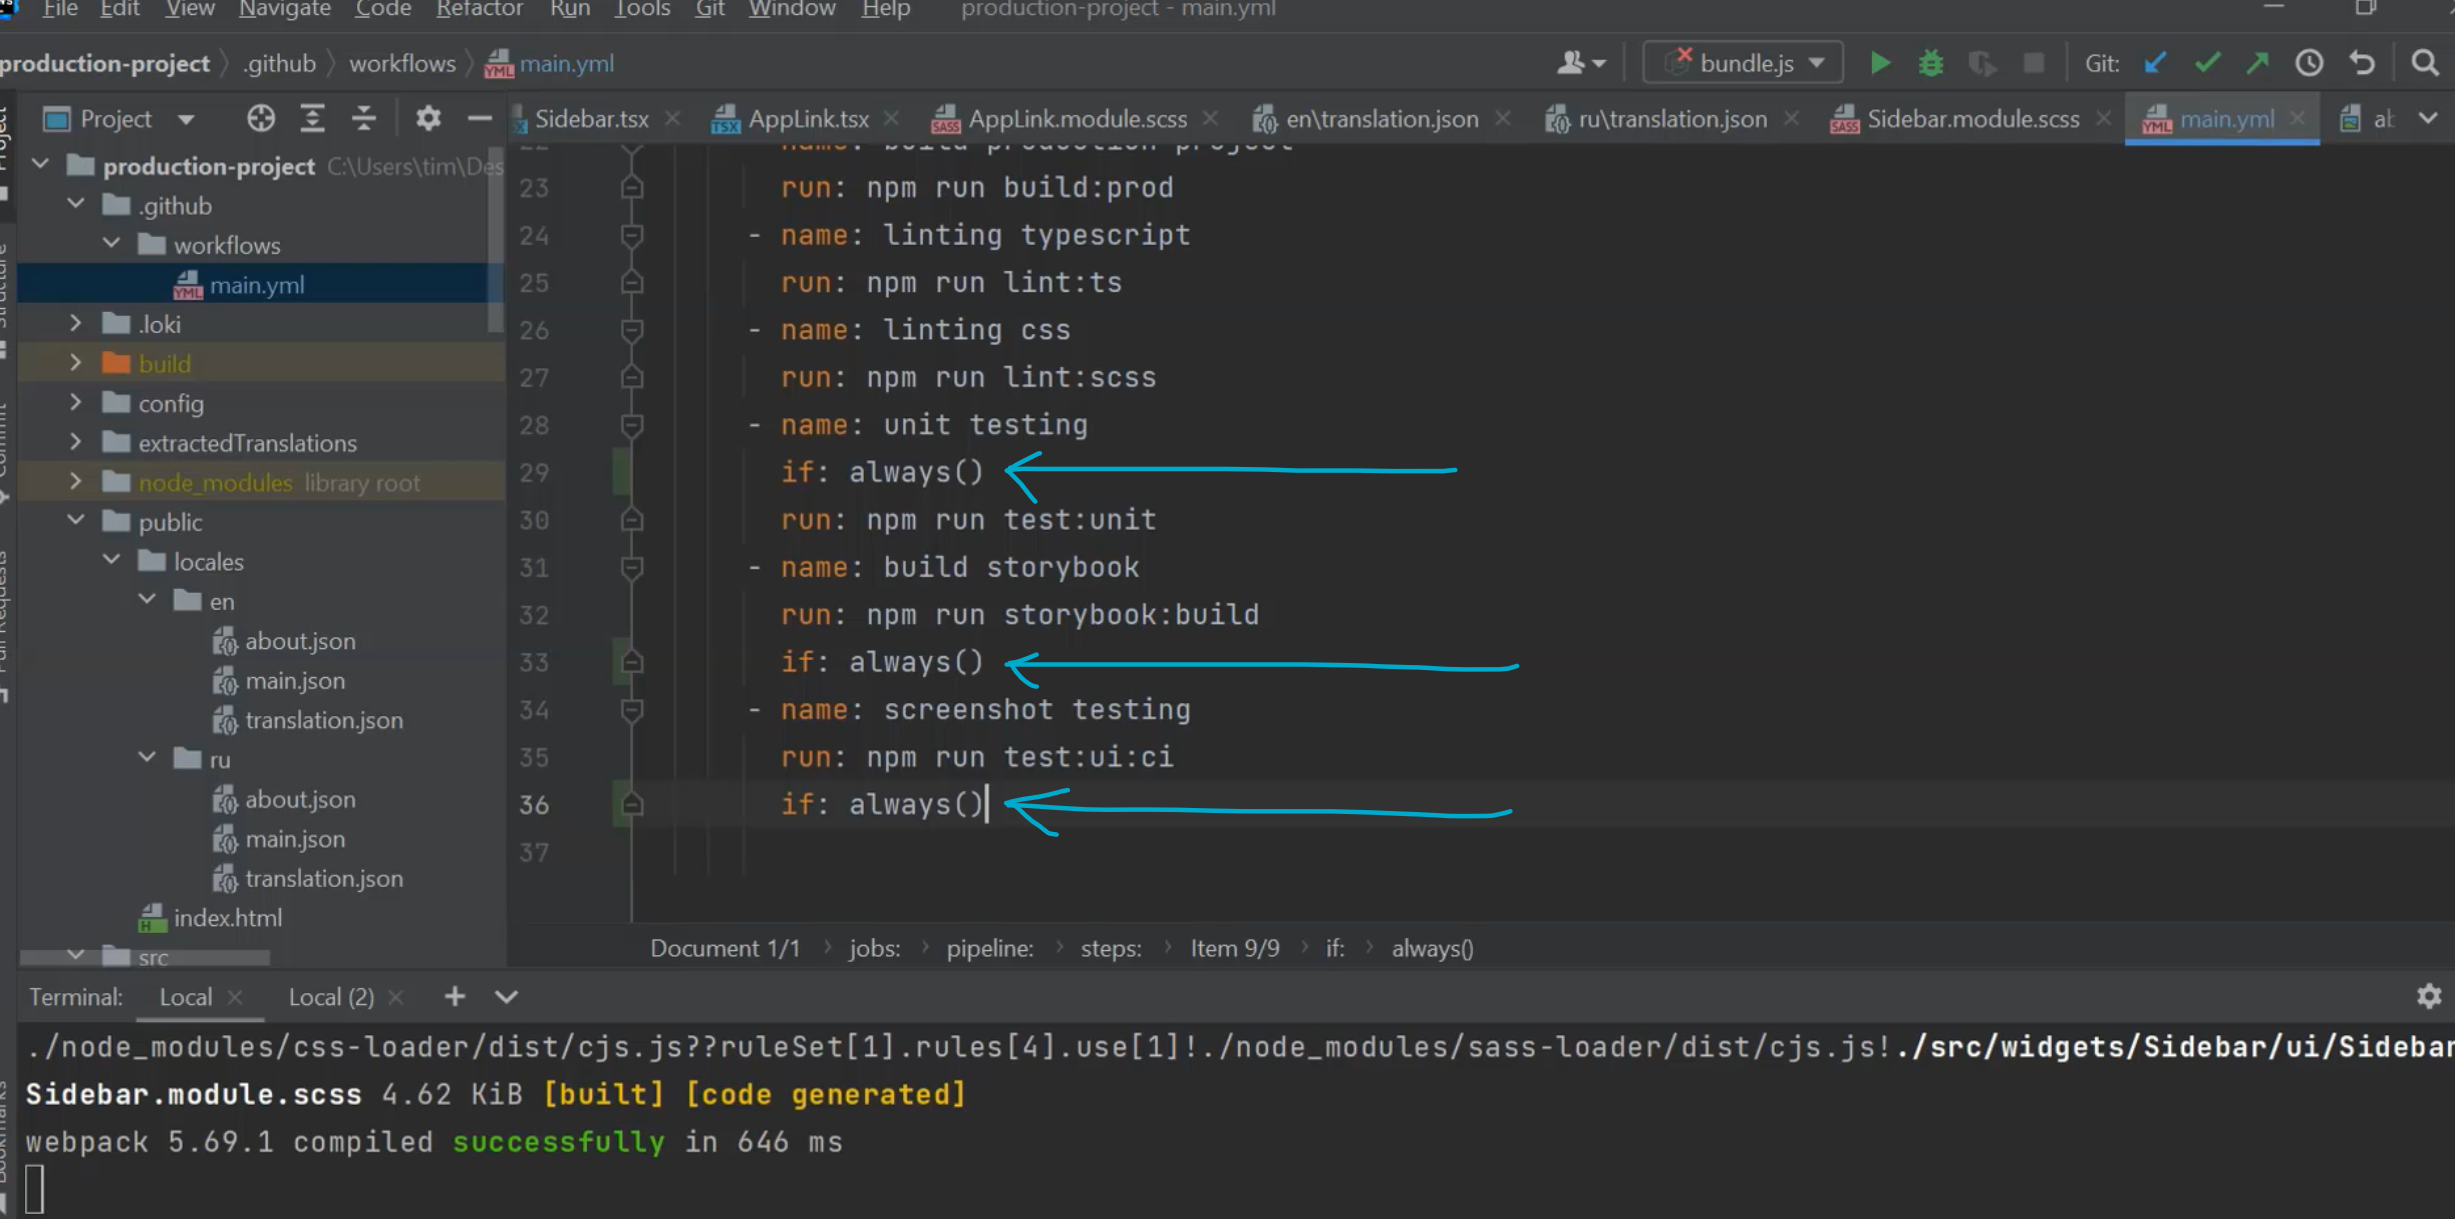 File Edit View Navigate Code Refactor Run Tools Git Window Help production-project - main.yml
production-project .github workflows main.yml bundle.js Git:
Project Sidebar.tsx AppLink.tsx AppLink.module.scss en\translation.json ru\translation.json Sidebar.module.scss main.yml
production-project C:\Users\tim\Des
.github
workflows
main.yml
.loki
build
config
extractedTranslations
node_modules library root
public
locales
en
about.json
main.json
translation.json
ru
about.json
main.json
translation.json
index.html
src
Structure
Commit
Pull Requests
Bookmarks
22 name: build production project
23 run: npm run build:prod
24 - name: linting typescript
25 run: npm run lint:ts
26 - name: linting css
27 run: npm run lint:scss
28 - name: unit testing
29 if: always()
30 run: npm run test:unit
31 - name: build storybook
32 run: npm run storybook:build
33 if: always()
34 - name: screenshot testing
35 run: npm run test:ui:ci
36 if: always()
37
Document 1/1 jobs: pipeline: steps: Item 9/9 if: always()
Terminal: Local Local (2)
./node_modules/css-loader/dist/cjs.js??ruleSet[1].rules[4].use[1]!./node_modules/sass-loader/dist/cjs.js!./src/widgets/Sidebar/ui/Sidebar
Sidebar.module.scss 4.62 KiB [built] [code generated]
webpack 5.69.1 compiled successfully in 646 ms